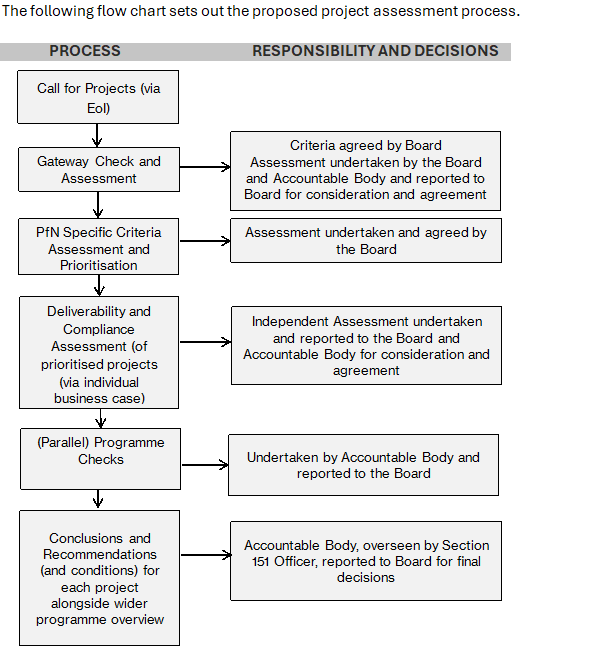 The following flow chart sets out the proposed project assessment process.
PROCESS
RESPONSIBILITY AND DECISIONS
Call for Projects (via
EoI)
Gateway Check and
Assessment
Criteria agreed by Board
Assessment undertaken by the Board
and Accountable Body and reported to
Board for consideration and agreement
PfN Specific Criteria
Assessment and
Prioritisation
Assessment undertaken and agreed by
the Board
Deliverability and
Compliance
Assessment (of
prioritised projects
(via individual
business case)
Independent Assessment undertaken
and reported to the Board and
Accountable Body for consideration and
agreement
(Parallel) Programme
Checks
Undertaken by Accountable Body and
reported to the Board
Conclusions and
Recommendations
(and conditions) for
each project
alongside wider
programme overview
Accountable Body, overseen by Section
151 Officer, reported to Board for final
decisions